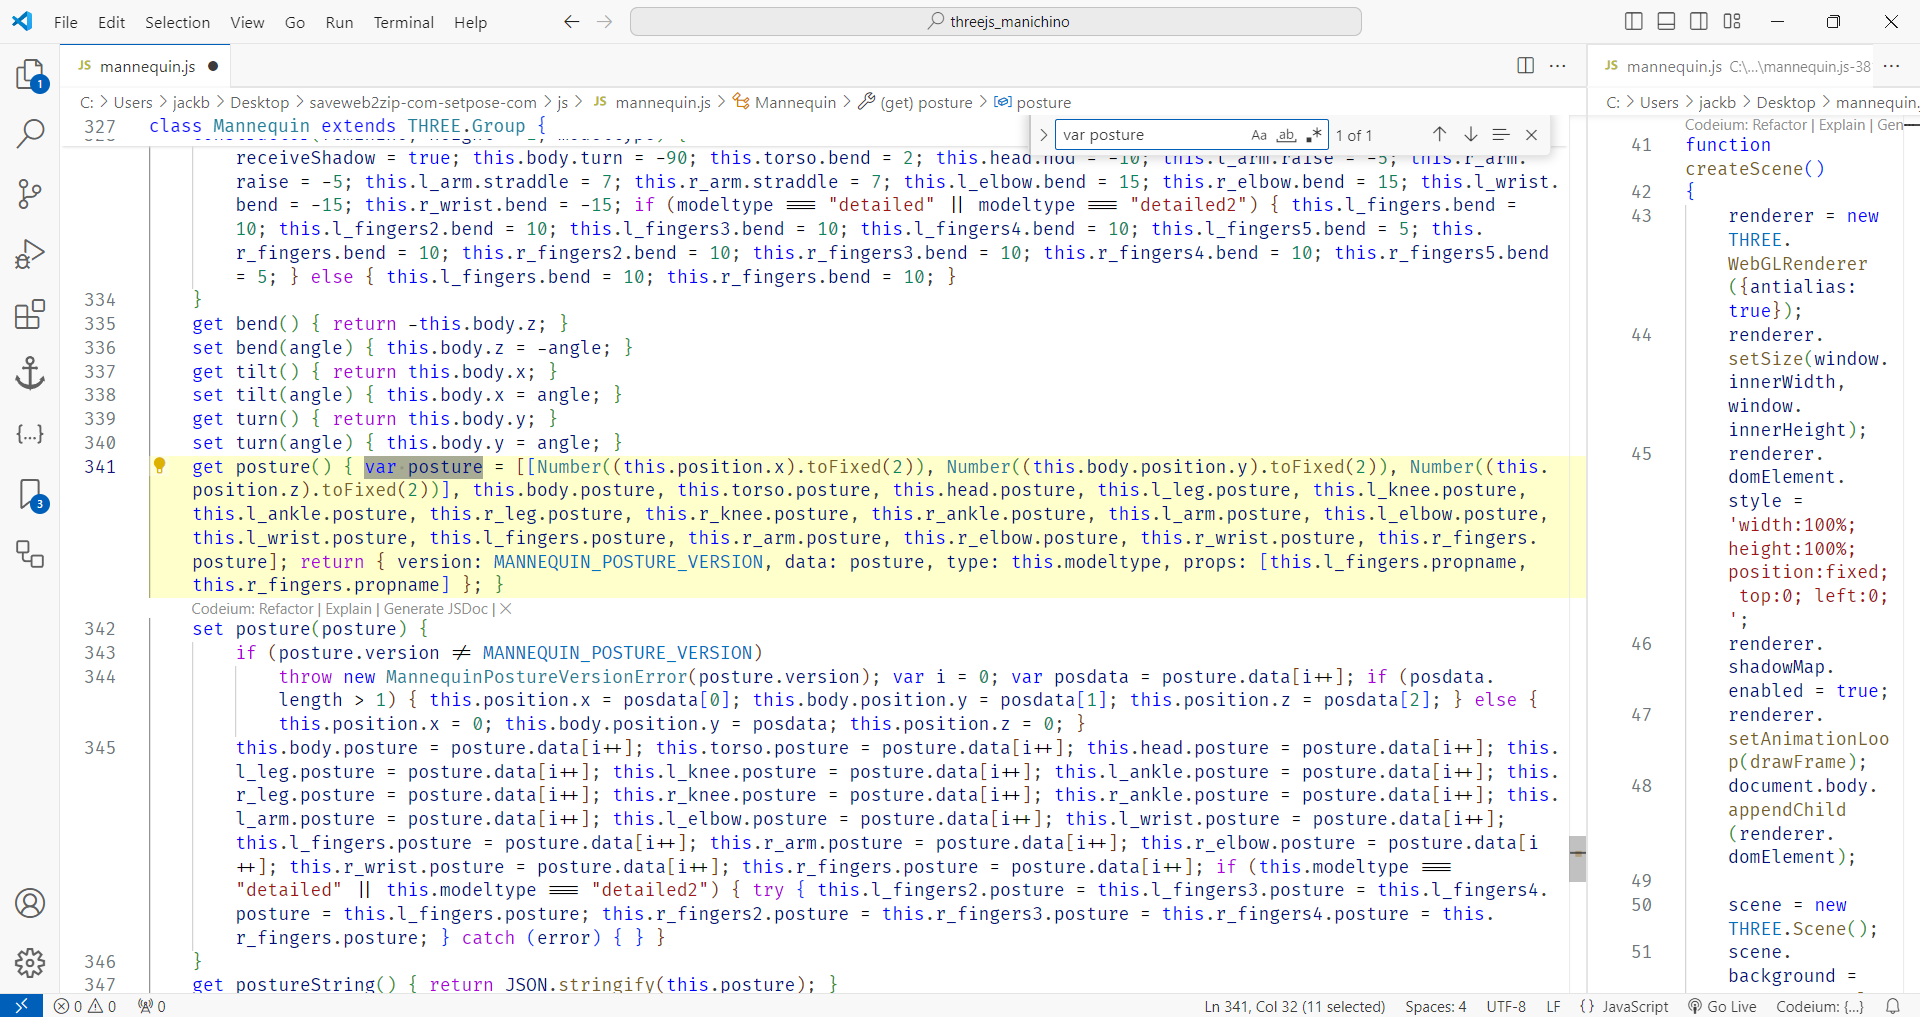 File Edit Selection View Go Run Terminal Help
threejs_manichino
JS mannequin.js
JS mannequin.js C:\...\mannequin.js-38
C: > Users > jackb > Desktop > saveweb2zip-com-setpose-com > js > JS mannequin.js > Mannequin > (get) posture > posture
C: > Users > jackb > Desktop > mannequin.
327 class Mannequin extends THREE.Group {
var posture Aa ab 1 of 1
receiveShadow = true; this.body.turn = -90; this.torso.bend = 2; this.head.nod = -10; this.l_arm.raise = -5; this.r_arm.
raise = -5; this.l_arm.straddle = 7; this.r_arm.straddle = 7; this.l_elbow.bend = 15; this.r_elbow.bend = 15; this.l_wrist.
bend = -15; this.r_wrist.bend = -15; if (modeltype === "detailed" || modeltype === "detailed2") { this.l_fingers.bend =
10; this.l_fingers2.bend = 10; this.l_fingers3.bend = 10; this.l_fingers4.bend = 10; this.l_fingers5.bend = 5; this.
r_fingers.bend = 10; this.r_fingers2.bend = 10; this.r_fingers3.bend = 10; this.r_fingers4.bend = 10; this.r_fingers5.bend
= 5; } else { this.l_fingers.bend = 10; this.r_fingers.bend = 10; }
334 }
335 get bend() { return -this.body.z; }
336 set bend(angle) { this.body.z = -angle; }
337 get tilt() { return this.body.x; }
338 set tilt(angle) { this.body.x = angle; }
339 get turn() { return this.body.y; }
340 set turn(angle) { this.body.y = angle; }
341 get posture() { var posture = [[Number((this.position.x).toFixed(2)), Number((this.body.position.y).toFixed(2)), Number((this.
position.z).toFixed(2))], this.body.posture, this.torso.posture, this.head.posture, this.l_leg.posture, this.l_knee.posture,
this.l_ankle.posture, this.r_leg.posture, this.r_knee.posture, this.r_ankle.posture, this.l_arm.posture, this.l_elbow.posture,
this.l_wrist.posture, this.l_fingers.posture, this.r_arm.posture, this.r_elbow.posture, this.r_wrist.posture, this.r_fingers.
posture]; return { version: MANNEQUIN_POSTURE_VERSION, data: posture, type: this.modeltype, props: [this.l_fingers.propname,
this.r_fingers.propname] }; }
Codeium: Refactor | Explain | Generate JSDoc | X
342 set posture(posture) {
343 if (posture.version != MANNEQUIN_POSTURE_VERSION)
344 throw new MannequinPostureVersionError(posture.version); var i = 0; var posdata = posture.data[i++]; if (posdata.
length > 1) { this.position.x = posdata[0]; this.body.position.y = posdata[1]; this.position.z = posdata[2]; } else {
this.position.x = 0; this.body.position.y = posdata; this.position.z = 0; }
345 this.body.posture = posture.data[i++]; this.torso.posture = posture.data[i++]; this.head.posture = posture.data[i++]; this.
l_leg.posture = posture.data[i++]; this.l_knee.posture = posture.data[i++]; this.l_ankle.posture = posture.data[i++]; this.
r_leg.posture = posture.data[i++]; this.r_knee.posture = posture.data[i++]; this.r_ankle.posture = posture.data[i++]; this.
l_arm.posture = posture.data[i++]; this.l_elbow.posture = posture.data[i++]; this.l_wrist.posture = posture.data[i++];
this.l_fingers.posture = posture.data[i++]; this.r_arm.posture = posture.data[i++]; this.r_elbow.posture = posture.data[i
++]; this.r_wrist.posture = posture.data[i++]; this.r_fingers.posture = posture.data[i++]; if (this.modeltype ===
"detailed" || this.modeltype === "detailed2") { try { this.l_fingers2.posture = this.l_fingers3.posture = this.l_fingers4.
posture = this.l_fingers.posture; this.r_fingers2.posture = this.r_fingers3.posture = this.r_fingers4.posture = this.
r_fingers.posture; } catch (error) { } }
346 }
347 get postureString() { return JSON.stringify(this.posture); }
Codeium: Refactor | Explain | Gen
41 function
createScene()
42 {
43 renderer = new
THREE.
WebGLRenderer
({antialias:
true});
44 renderer.
setSize(window.
innerWidth,
window.
innerHeight);
45 renderer.
domElement.
style =
'width:100%;
height:100%;
position:fixed;
top:0; left:0;
';
46 renderer.
shadowMap.
enabled = true;
47 renderer.
setAnimationLoo
p(drawFrame);
48 document.body.
appendChild
(renderer.
domElement);
49
50 scene = new
THREE.Scene();
51 scene.
background =
1
3
0 0 0
Ln 341, Col 32 (11 selected) Spaces: 4 UTF-8 LF {} JavaScript Go Live Codeium: {...}